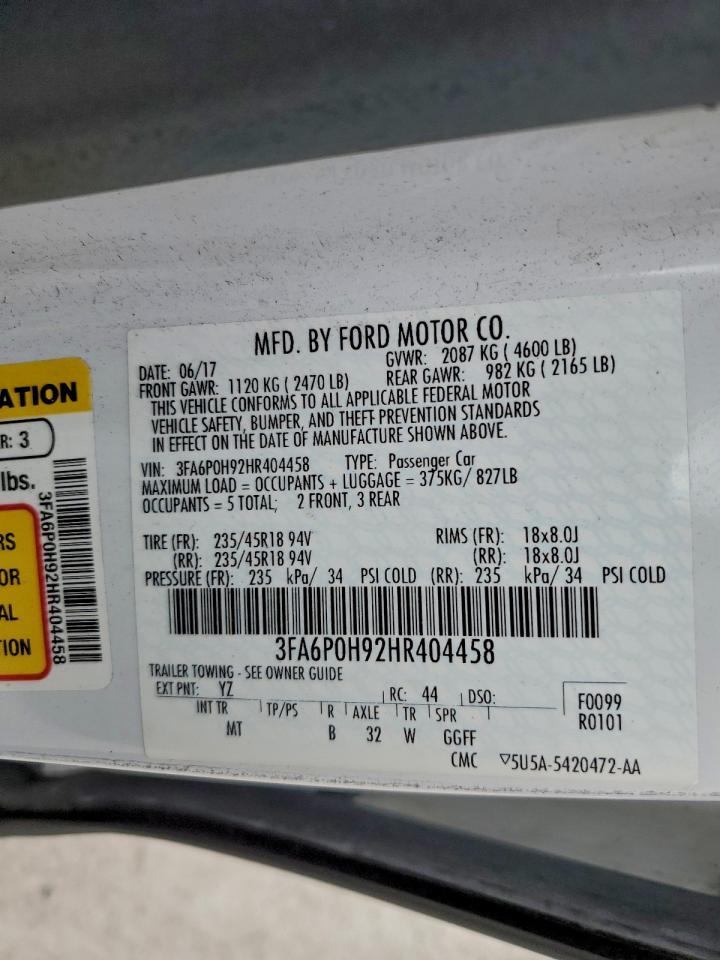 MFD. BY FORD MOTOR CO.
DATE: 06/17 GVWR: 2087 KG ( 4600 LB)
FRONT GAWR: 1120 KG ( 2470 LB) REAR GAWR: 982 KG ( 2165 LB)
THIS VEHICLE CONFORMS TO ALL APPLICABLE FEDERAL MOTOR
VEHICLE SAFETY, BUMPER, AND THEFT PREVENTION STANDARDS
IN EFFECT ON THE DATE OF MANUFACTURE SHOWN ABOVE.
VIN: 3FA6P0H92HR404458 TYPE: Passenger Car
MAXIMUM LOAD = OCCUPANTS + LUGGAGE = 375KG/ 827LB
OCCUPANTS = 5 TOTAL; 2 FRONT, 3 REAR
TIRE (FR): 235/45R18 94V RIMS (FR): 18x8.0J
(RR): 235/45R18 94V (RR): 18x8.0J
PRESSURE (FR): 235 kPa/ 34 PSI COLD (RR): 235 kPa/ 34 PSI COLD
3FA6P0H92HR404458
TRAILER TOWING - SEE OWNER GUIDE
EXT PNT: YZ RC: 44 DSO:
INT TR TP/PS R AXLE TR SPR
MT B 32 W GGFF
F0099
R0101
CMC ▽5U5A-5420472-AA
ATION
R: 3
lbs.
RS
OR
AL
TION
3FA6P0H92HR404458